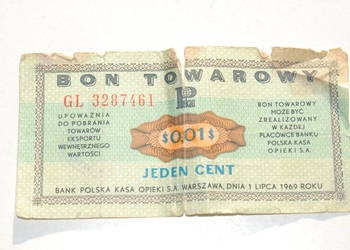 BON TOWAROWY
GL 3287461
UPOWAŻNIA
DO POBRANIA
TOWARÓW
EKSPORTU
WEWNĘTRZNEGO
WARTOŚCI.
$0,01$
BON TOWAROWY
MOŻE BYĆ
ZREALIZOWANY
W KAŻDEJ
PLACÓWCE BANKU
POLSKA KASA
OPIEKI S.A.
JEDEN CENT
BANK POLSKA KASA OPIEKI S.A. WARSZAWA, DNIA 1 LIPCA 1969 ROKU